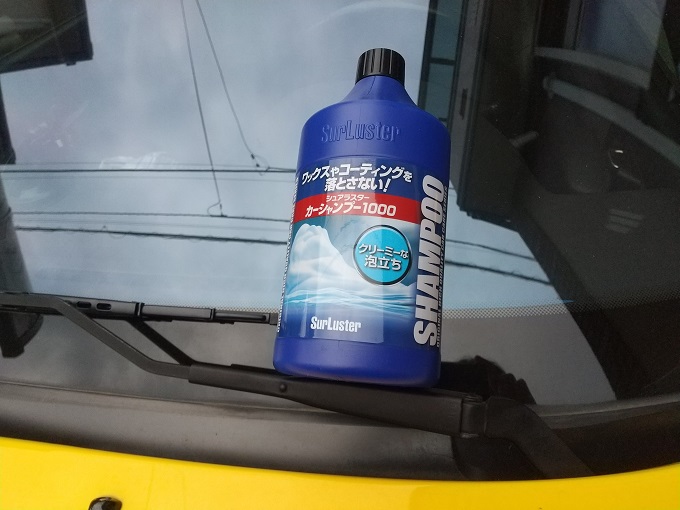 SurLuster
ワックスやコーティングを
落とさない!
シュアラスター
カーシャンプー1000
クリーミーな
泡立ち
SurLuster
SHAMPOO